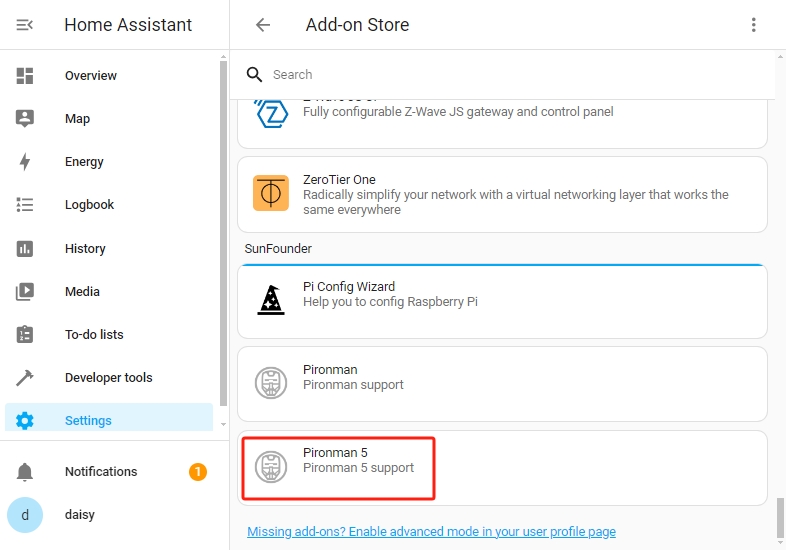 Home Assistant
Add-on Store
Search
Overview
Map
Energy
Logbook
History
Media
To-do lists
Developer tools
Settings
Notifications
1
d
daisy
Fully configurable Z-Wave JS gateway and control panel
ZeroTier One
Radically simplify your network with a virtual networking layer that works the
same everywhere
SunFounder
Pi Config Wizard
Help you to config Raspberry Pi
Pironman
Pironman support
Pironman 5
Pironman 5 support
Missing add-ons? Enable advanced mode in your user profile page